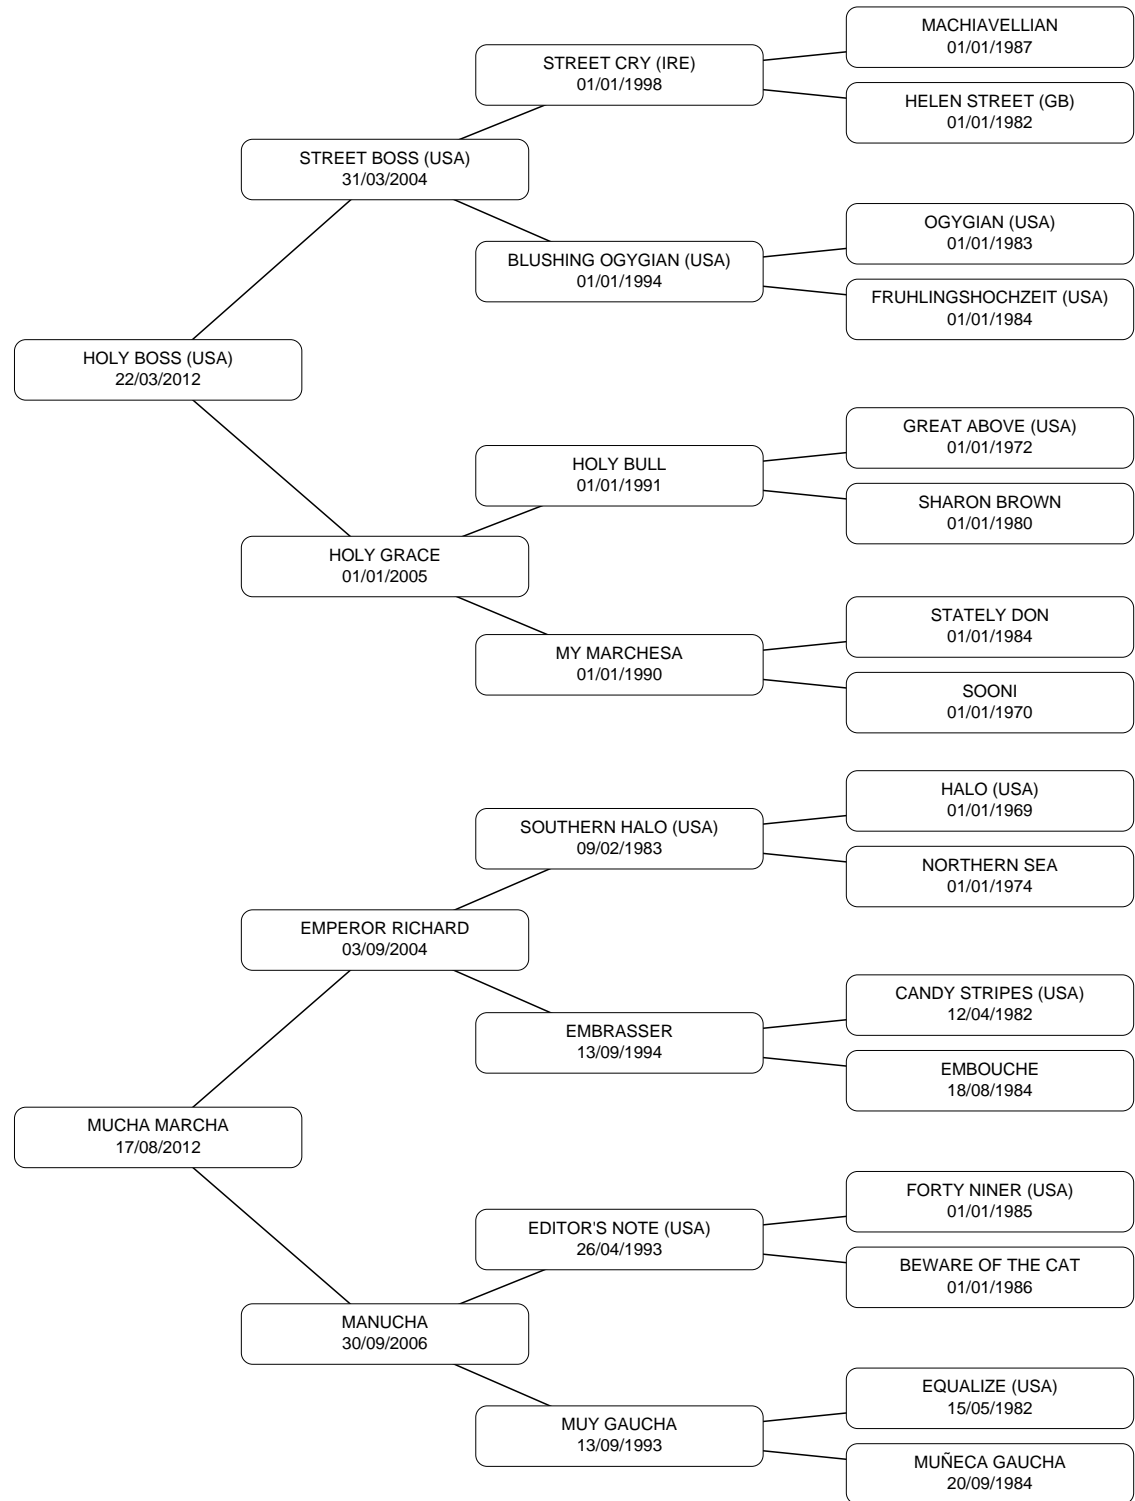 MACHIAVELLIAN
01/01/1987
STREET CRY (IRE)
01/01/1998
HELEN STREET (GB)
01/01/1982
STREET BOSS (USA)
31/03/2004
OGYGIAN (USA)
01/01/1983
BLUSHING OGYGIAN (USA)
01/01/1994
FRUHLINGSHOCHZEIT (USA)
01/01/1984
HOLY BOSS (USA)
22/03/2012
GREAT ABOVE (USA)
01/01/1972
HOLY BULL
01/01/1991
SHARON BROWN
01/01/1980
HOLY GRACE
01/01/2005
STATELY DON
01/01/1984
MY MARCHESA
01/01/1990
SOONI
01/01/1970
HALO (USA)
01/01/1969
SOUTHERN HALO (USA)
09/02/1983
NORTHERN SEA
01/01/1974
EMPEROR RICHARD
03/09/2004
CANDY STRIPES (USA)
12/04/1982
EMBRASSER
13/09/1994
EMBOUCHE
18/08/1984
MUCHA MARCHA
17/08/2012
FORTY NINER (USA)
01/01/1985
EDITOR'S NOTE (USA)
26/04/1993
BEWARE OF THE CAT
01/01/1986
MANUCHA
30/09/2006
EQUALIZE (USA)
15/05/1982
MUY GAUCHA
13/09/1993
MUÑECA GAUCHA
20/09/1984